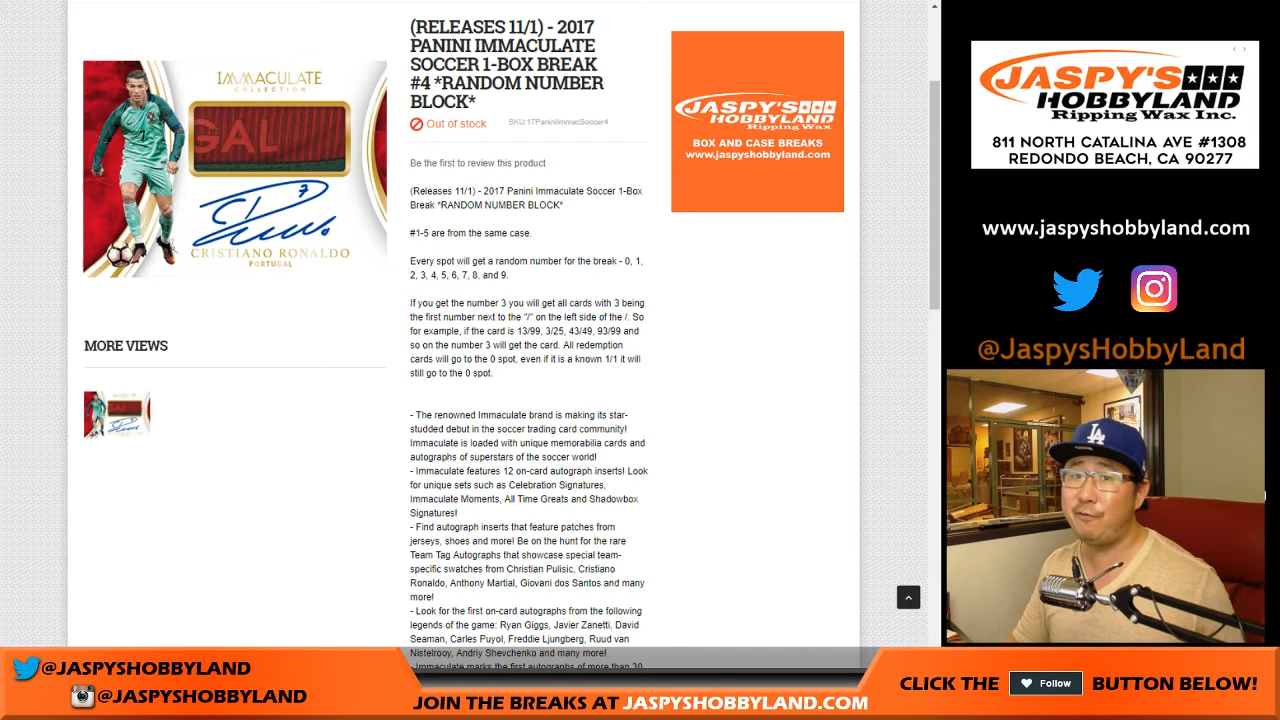 (RELEASES 11/1) - 2017
PANINI IMMACULATE
SOCCER 1-BOX BREAK
#4 *RANDOM NUMBER
BLOCK*
Out of stock
SKU:17PaniniImmacSoccer4
Be the first to review this product
(Releases 11/1) - 2017 Panini Immaculate Soccer 1-Box
Break *RANDOM NUMBER BLOCK*
#1-5 are from the same case.
Every spot will get a random number for the break - 0, 1,
2, 3, 4, 5, 6, 7, 8, and 9.
If you get the number 3 you will get all cards with 3 being
the first number next to the "/" on the left side of the /. So
for example, if the card is 13/99, 3/25, 43/49, 93/99 and
so on the number 3 will get the card. All redemption
cards will go to the 0 spot, even if it is a known 1/1 it will
still go to the 0 spot.
- The renowned Immaculate brand is making its star-
studded debut in the soccer trading card community!
Immaculate is loaded with unique memorabilia cards and
autographs of superstars of the soccer world!
- Immaculate features 12 on-card autograph inserts! Look
for unique sets such as Celebration Signatures,
Immaculate Moments, All Time Greats and Shadowbox
Signatures!
- Find autograph inserts that feature patches from
jerseys, shoes and more! Be on the hunt for the rare
Team Tag Autographs that showcase special team-
specific swatches from Christian Pulisic, Cristiano
Ronaldo, Anthony Martial, Giovani dos Santos and many
more!
- Look for the first on-card autographs from the following
legends of the game: Ryan Giggs, Javier Zanetti, David
Seaman, Carles Puyol, Freddie Ljungberg, Ruud van
Nistelrooy, Andriy Shevchenko and many more!
- Immaculate marks the first autographs of more than 30
IMMACULATE
COLLECTION
GAL
7
CRISTIANO RONALDO
PORTUGAL
MORE VIEWS
JASPY'S
HOBBYLAND
Ripping Wax
BOX AND CASE BREAKS
www.jaspyshobbyland.com
JASPY'S
HOBBYLAND
Ripping Wax Inc.
811 NORTH CATALINA AVE #1308
REDONDO BEACH, CA 90277
www.jaspyshobbyland.com
@JaspysHobbyLand
LA
@JASPYSHOBBYLAND
@JASPYSHOBBYLAND
JOIN THE BREAKS AT JASPYSHOBBYLAND.COM
CLICK THE Follow BUTTON BELOW!